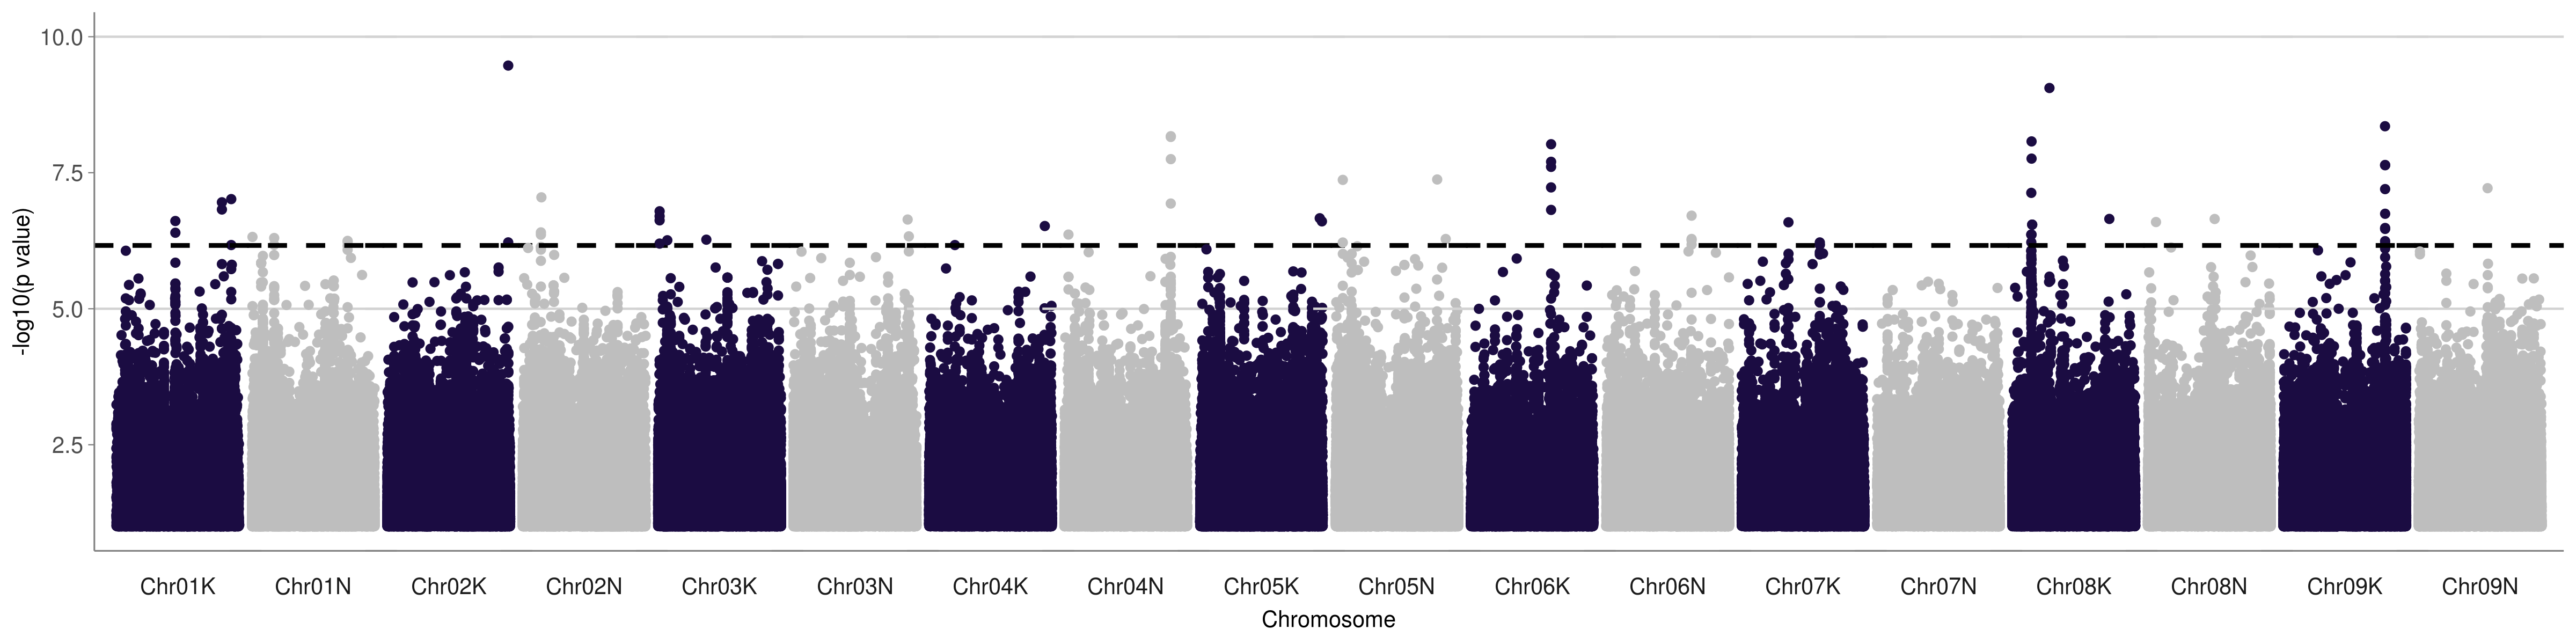 -log10(p value)
10.0
7.5
5.0
2.5
Chr01K Chr01N Chr02K Chr02N Chr03K Chr03N Chr04K Chr04N Chr05K Chr05N Chr06K Chr06N Chr07K Chr07N Chr08K Chr08N Chr09K Chr09N
Chromosome